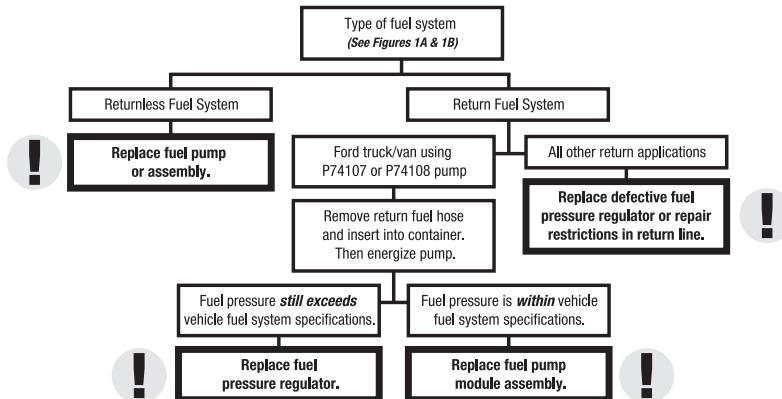 Type of fuel system
(See Figures 1A & 1B)
Returnless Fuel System
Return Fuel System
!
Replace fuel pump
or assembly.
Ford truck/van using
P74107 or P74108 pump
All other return applications
Replace defective fuel
pressure regulator or repair
restrictions in return line.
!
Remove return fuel hose
and insert into container.
Then energize pump.
Fuel pressure still exceeds
vehicle fuel system specifications.
Fuel pressure is within vehicle
fuel system specifications.
!
Replace fuel
pressure regulator.
Replace fuel pump
module assembly.
!